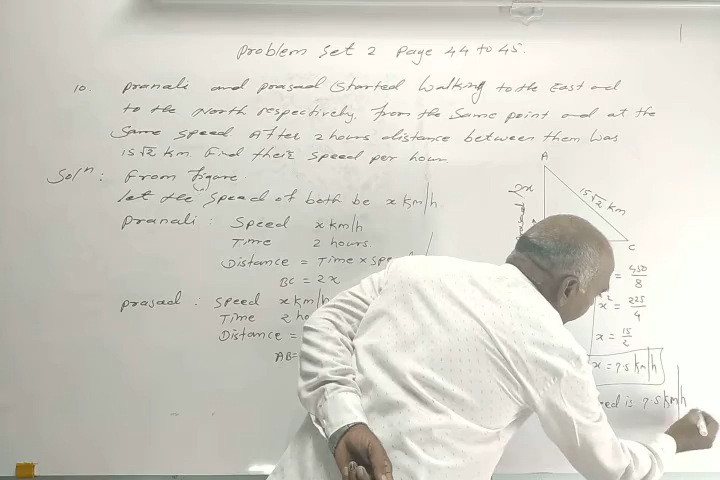 Problem Set 2 Page 44 to 45.
10. Pranali and prasad started walking to the East and
to the North respectively, from the same point and at the
same speed After 2 hours distance between them was
15√2 km. Find their speed per hour
Solⁿ: From figure
let the speed of both be x km/h
Pranali: Speed x km/h
Time 2 hours
Distance = Time ×
BC = 2x
prasad: Speed x km/h
Time 2
Distance =
AB =
A
2x
15√2 km
C
= 450/8
x² = 225/4
x = 15/2
x = 7.5 km/h
is 7.5 km/h